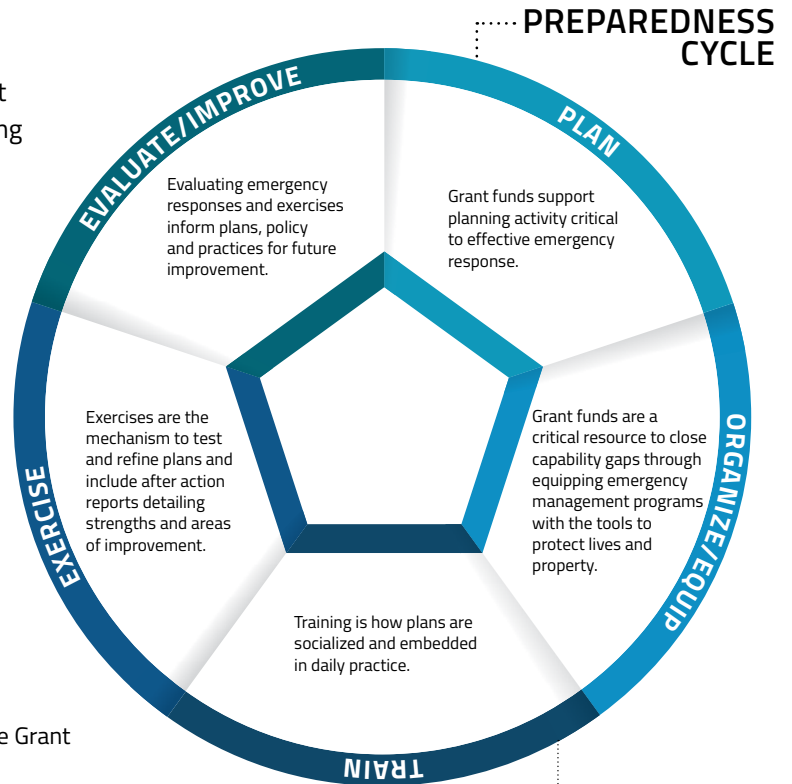 PREPAREDNESS
CYCLE
t
ng
EVALUATE/IMPROVE
Evaluating emergency
responses and exercises
inform plans, policy
and practices for future
improvement.
PLAN
Grant funds support
planning activity critical
to effective emergency
response.
ORGANIZE/EQUIP
Grant funds are a
critical resource to close
capability gaps through
equipping emergency
management programs
with the tools to
protect lives and
property.
TRAIN
Training is how plans are
socialized and embedded
in daily practice.
EXERCISE
Exercises are the
mechanism to test
and refine plans and
include after action
reports detailing
strengths and areas
of improvement.
e Grant